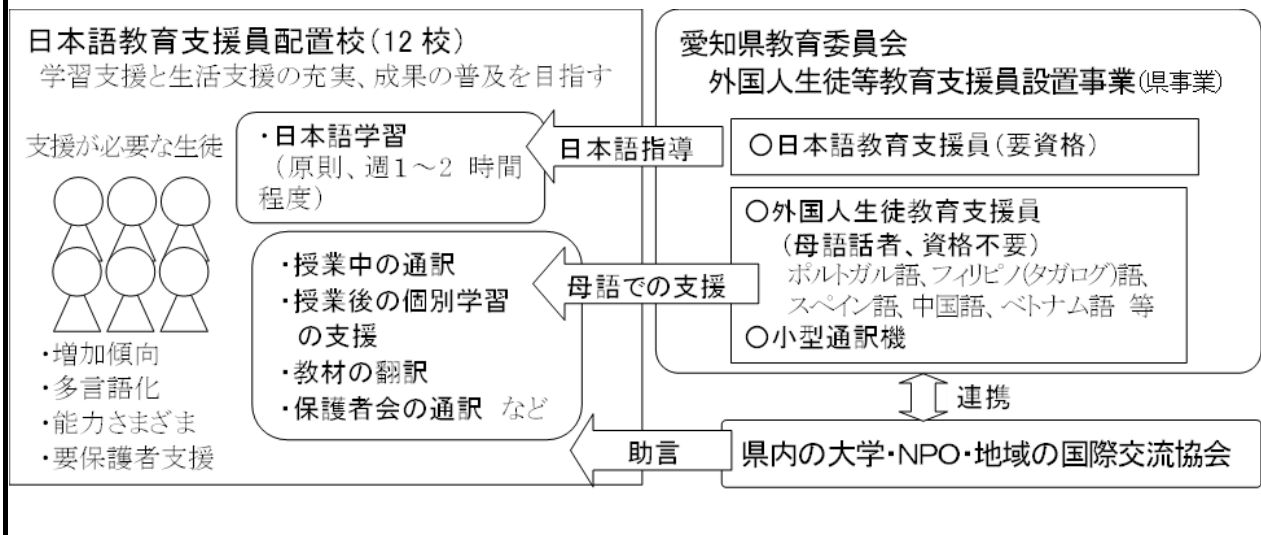 日本語教育支援員配置校(12校)
学習支援と生活支援の充実、成果の普及を目指す
支援が必要な生徒
・増加傾向
・多言語化
・能力さまざま
・要保護者支援
・日本語学習
(原則、週1～2 時間
程度)
・授業中の通訳
・授業後の個別学習
の支援
・教材の翻訳
・保護者会の通訳 など
日本語指導
母語での支援
助言
愛知県教育委員会
外国人生徒等教育支援員設置事業(県事業)
○日本語教育支援員(要資格)
○外国人生徒教育支援員
(母語話者、資格不要)
ポルトガル語、フィリピノ(タガログ)語、
スペイン語、中国語、ベトナム語 等
○小型通訳機
連携
県内の大学・NPO・地域の国際交流協会